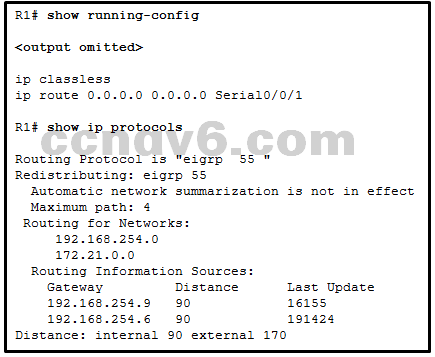 R1# show running-config
<output omitted>
ip classless
ip route 0.0.0.0 0.0.0.0 Serial0/0/1
R1# show ip protocols
ccnav6.com
Routing Protocol is "eigrp 55 "
Redistributing: eigrp 55
Automatic network summarization is not in effect
Maximum path: 4
Routing for Networks:
192.168.254.0
172.21.0.0
Routing Information Sources:
Gateway Distance Last Update
192.168.254.9 90 16155
192.168.254.6 90 191424
Distance: internal 90 external 170